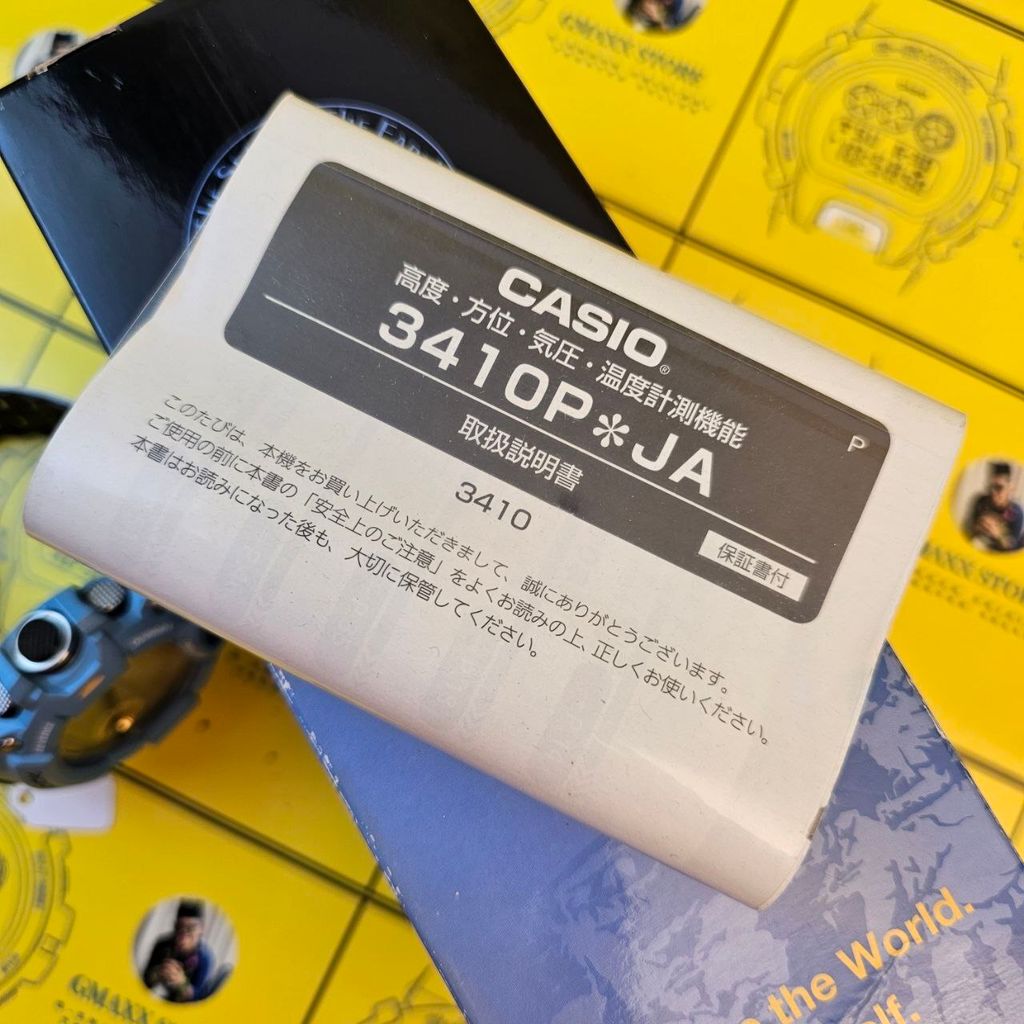 CASIO®
高度・方位・気圧・温度計測機能
3410P✻JA
P
取扱説明書
保証書付
3410
このたびは、本機をお買い上げいただきまして、誠にありがとうございます。
ご使用の前に本書の「安全上のご注意」をよくお読みの上、正しくお使いください。
本書はお読みになった後も、大切に保管してください。
the World.
GMAXX STORE
GMAXX STORE